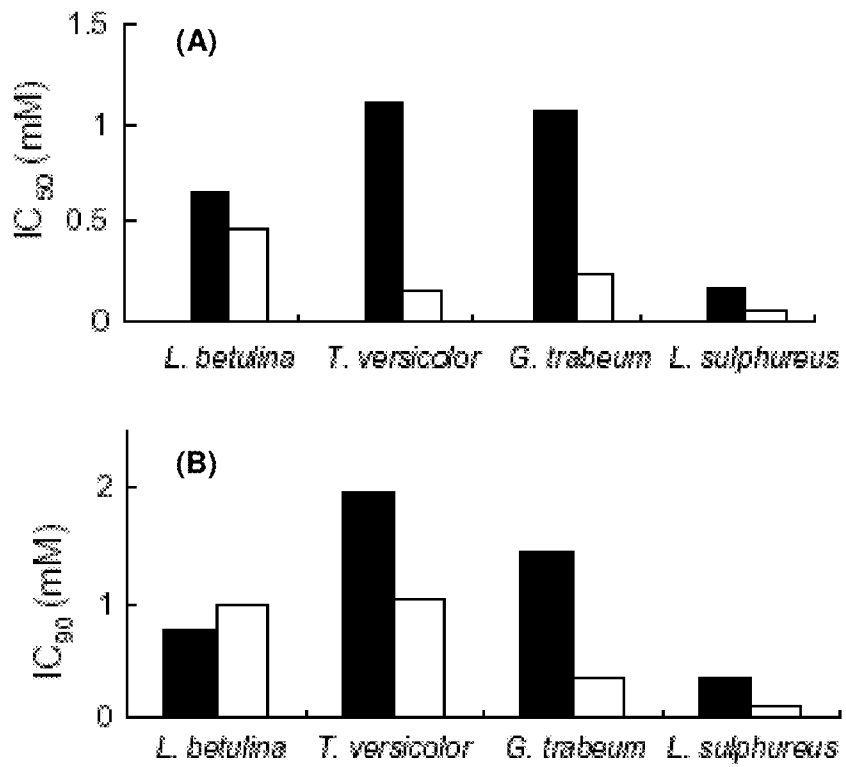 (A)
IC50 (mM)
1.5
1
0.5
0
L. betulina T. versicolor G. trabeum L. sulphureus
(B)
IC90 (mM)
2
1
0
L. betulina T. versicolor G. trabeum L. sulphureus